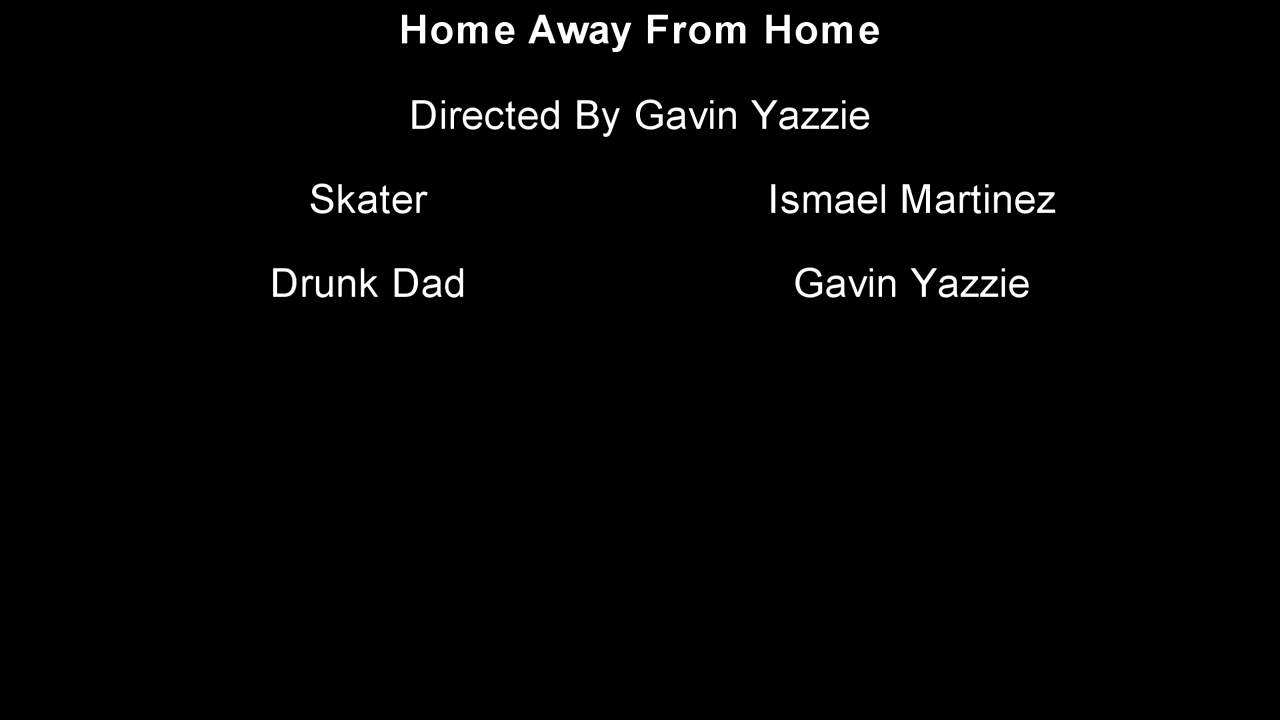 Home Away From Home
Directed By Gavin Yazzie
Skater Ismael Martinez
Drunk Dad Gavin Yazzie